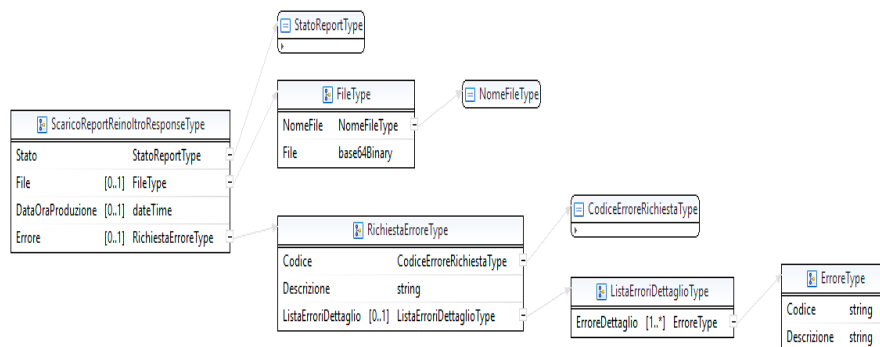 StatoReportType
FileType
NomeFile NomeFileType
File base64Binary
NomeFileType
ScaricoReportReinoltroResponseType
Stato StatoReportType
File [0..1] FileType
DataOraProduzione [0..1] dateTime
Errore [0..1] RichiestaErroreType
RichiestaErroreType
Codice CodiceErroreRichiestaType
Descrizione string
ListaErroriDettaglio [0..1] ListaErroriDettaglioType
CodiceErroreRichiestaType
ListaErroriDettaglioType
ErroreDettaglio [1..*] ErroreType
ErroreType
Codice string
Descrizione string